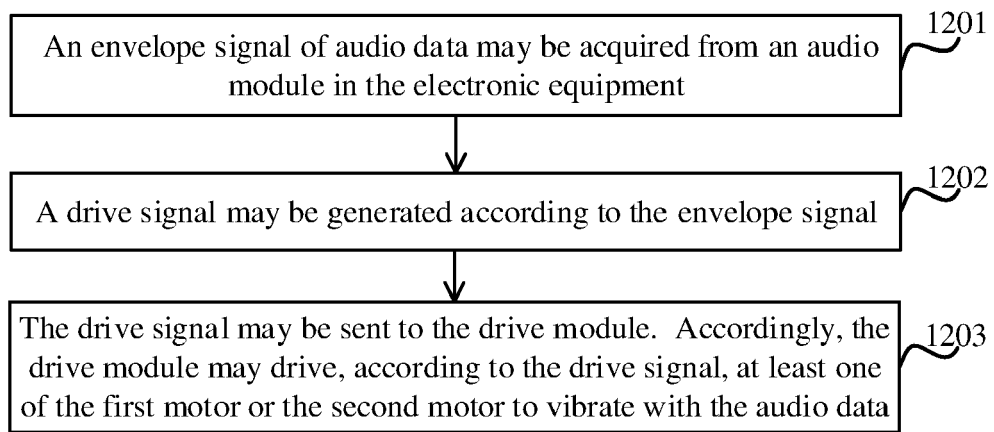 An envelope signal of audio data may be acquired from an audio
module in the electronic equipment
1201
A drive signal may be generated according to the envelope signal
1202
The drive signal may be sent to the drive module. Accordingly, the
drive module may drive, according to the drive signal, at least one
of the first motor or the second motor to vibrate with the audio data
1203